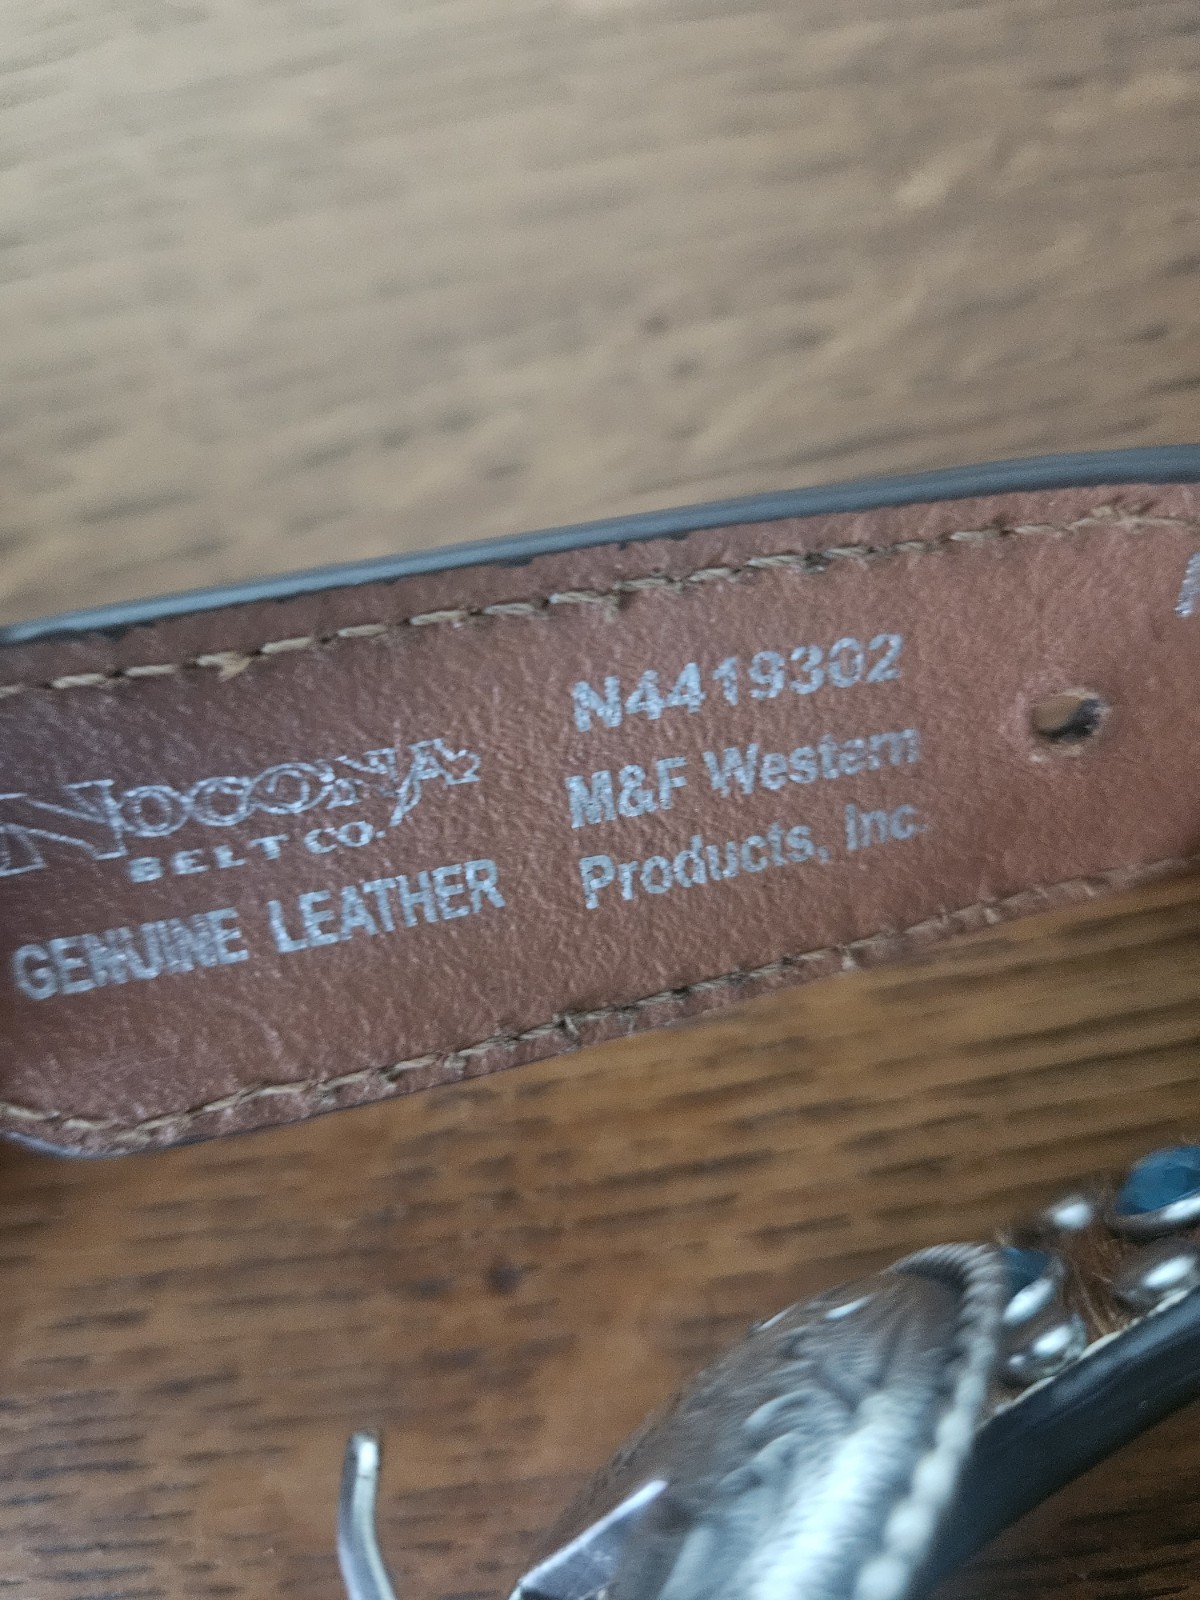 NOCONA
BELT CO.
GENUINE LEATHER
N4419302
M&F Western
Products, Inc.